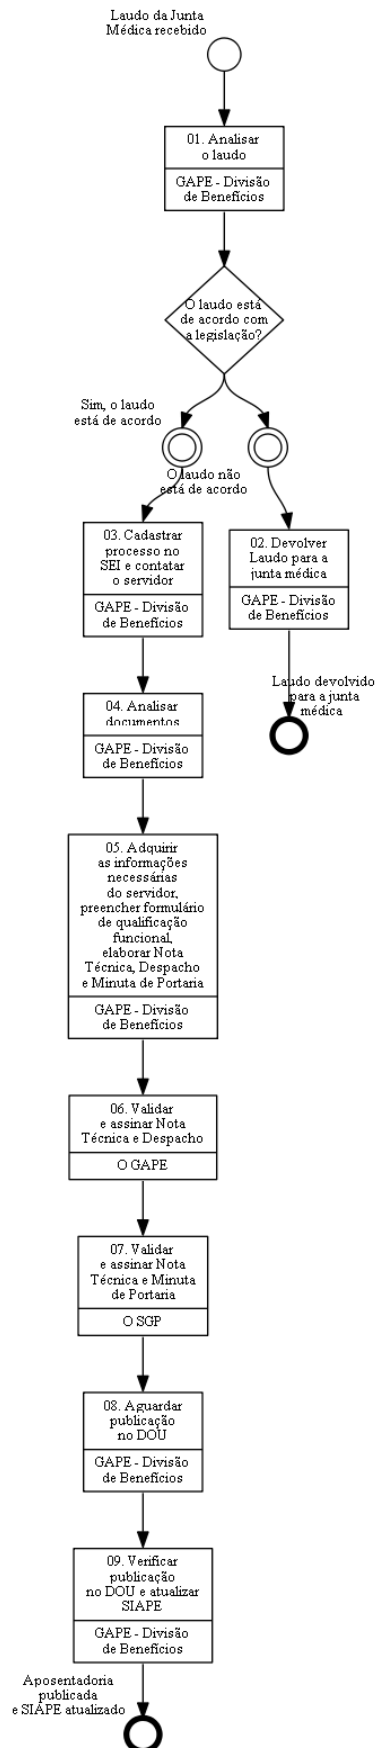 Laudo da Junta
Médica recebido
01. Analisar
o laudo
GAPE - Divisão
de Benefícios
O laudo está
de acordo com
a legislação?
Sim, o laudo
está de acordo
O laudo não
está de acordo
03. Cadastrar
processo no
SEI e contatar
o servidor
GAPE - Divisão
de Benefícios
02. Devolver
Laudo para a
junta médica
GAPE - Divisão
de Benefícios
Laudo devolvido
para a junta
médica
04. Analisar
documentos
GAPE - Divisão
de Benefícios
05. Adquirir
as informações
necessárias
do servidor,
preencher formulário
de qualificação
funcional,
elaborar Nota
Técnica, Despacho
e Minuta de Portaria
GAPE - Divisão
de Benefícios
06. Validar
e assinar Nota
Técnica e Despacho
O GAPE
07. Validar
e assinar Nota
Técnica e Minuta
de Portaria
O SGP
08. Aguardar
publicação
no DOU
GAPE - Divisão
de Benefícios
09. Verificar
publicação
no DOU e atualizar
SIAPE
GAPE - Divisão
de Benefícios
Aposentadoria
publicada
e SIAPE atualizado